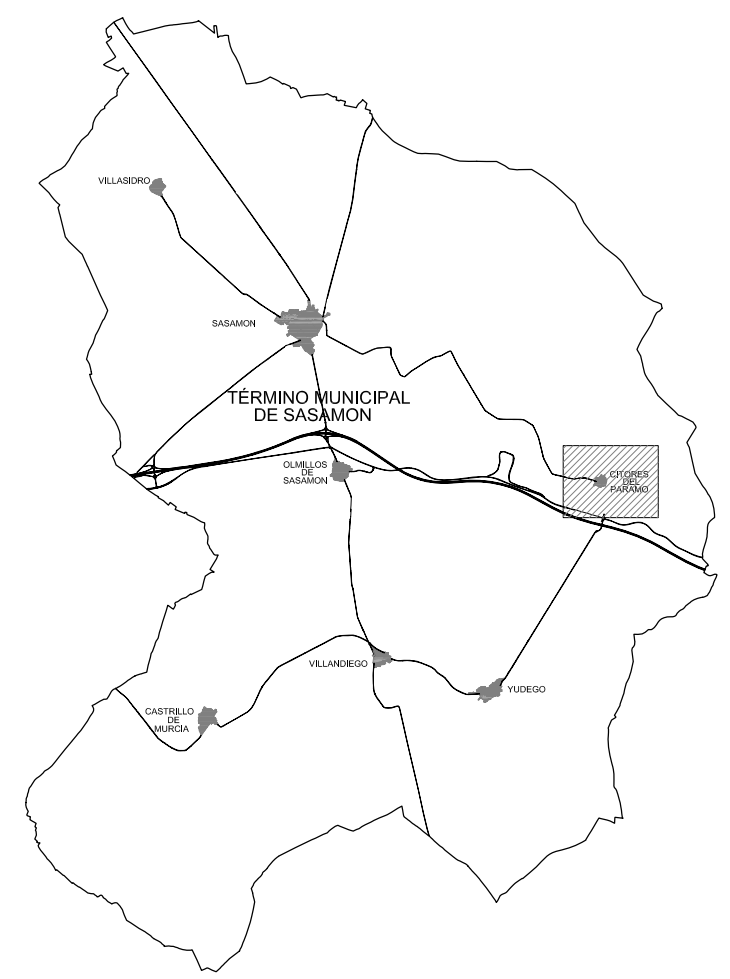 VILLASIDRO
SASAMON
TÉRMINO MUNICIPAL
DE SASAMON
OLMILLOS
DE
SASAMON
CITORES
DEL
PARAMO
VILLANDIEGO
YUDEGO
CASTRILLO
DE
MURCIA